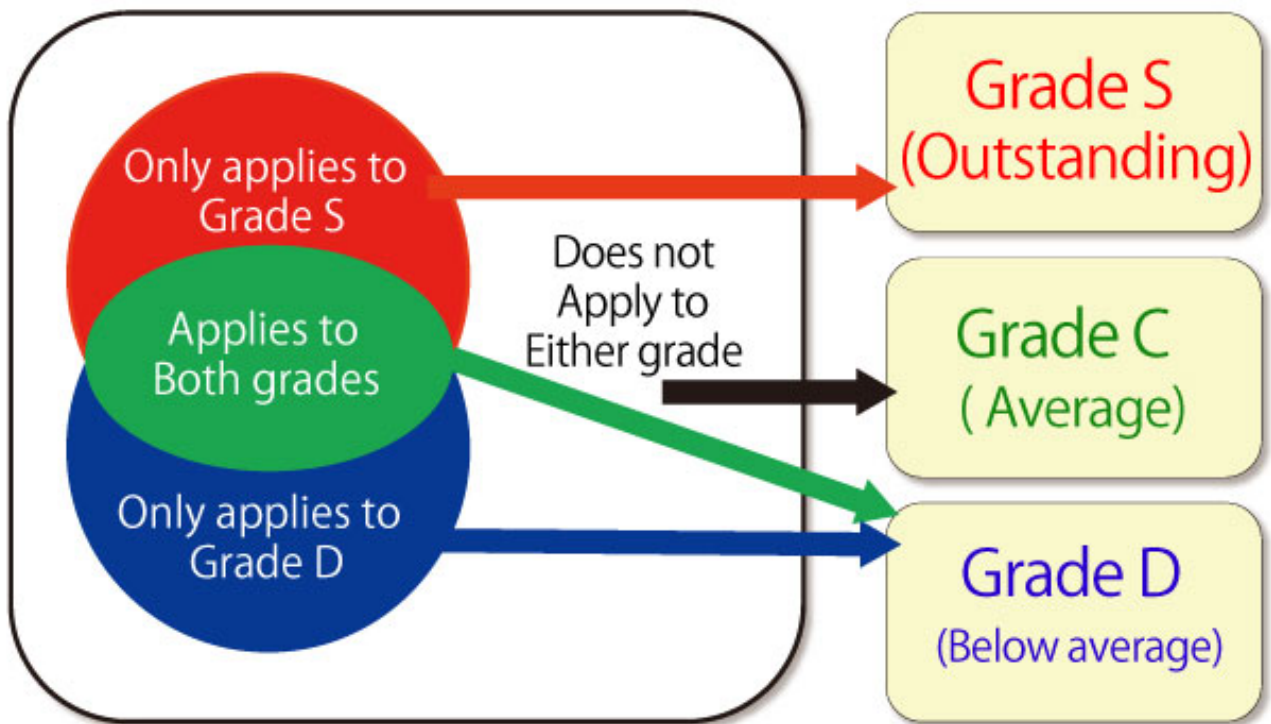 Only applies to
Grade S
Applies to
Both grades
Only applies to
Grade D
Does not
Apply to
Either grade
Grade S
(Outstanding)
Grade C
( Average)
Grade D
(Below average)